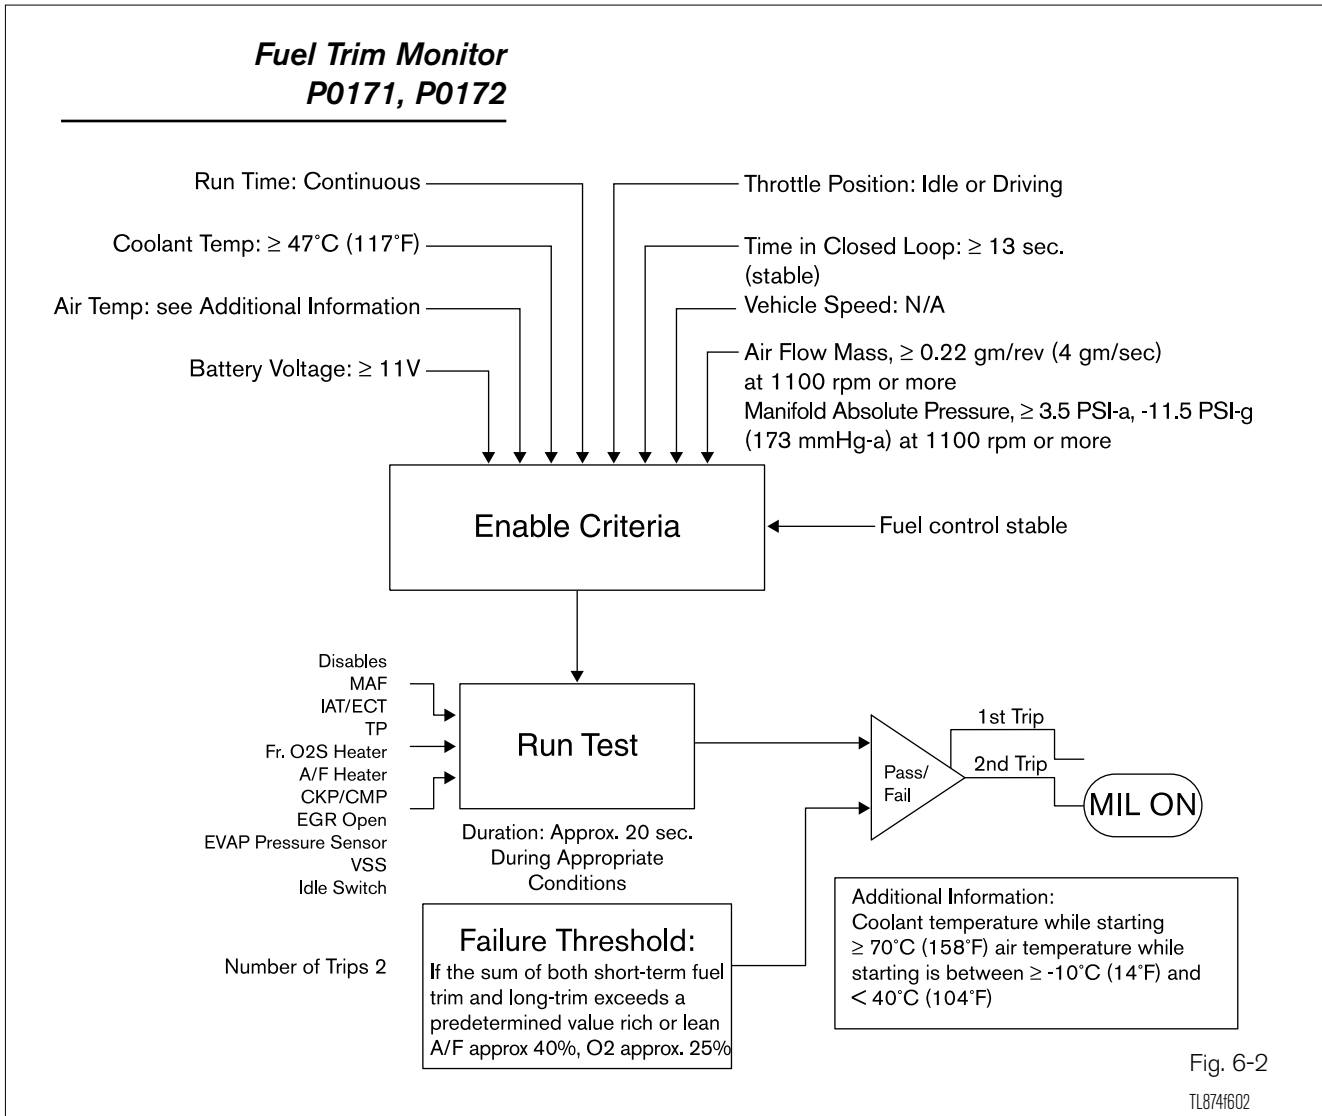 Fuel Trim Monitor
P0171, P0172
Run Time: Continuous
Coolant Temp: ≥ 47°C (117°F)
Air Temp: see Additional Information
Battery Voltage: ≥ 11V
Throttle Position: Idle or Driving
Time in Closed Loop: ≥ 13 sec.
(stable)
Vehicle Speed: N/A
Air Flow Mass, ≥ 0.22 gm/rev (4 gm/sec)
at 1100 rpm or more
Manifold Absolute Pressure, ≥ 3.5 PSI-a, -11.5 PSI-g
(173 mmHg-a) at 1100 rpm or more
Enable Criteria
Fuel control stable
Disables
MAF
IAT/ECT
TP
Fr. O2S Heater
A/F Heater
CKP/CMP
EGR Open
EVAP Pressure Sensor
VSS
Idle Switch
Run Test
Duration: Approx. 20 sec.
During Appropriate
Conditions
Pass/
Fail
1st Trip
2nd Trip
MIL ON
Number of Trips 2
Failure Threshold:
If the sum of both short-term fuel
trim and long-trim exceeds a
predetermined value rich or lean
A/F approx 40%, O2 approx. 25%
Additional Information:
Coolant temperature while starting
≥ 70°C (158°F) air temperature while
starting is between ≥ -10°C (14°F) and
< 40°C (104°F)
Fig. 6-2
TL874f602